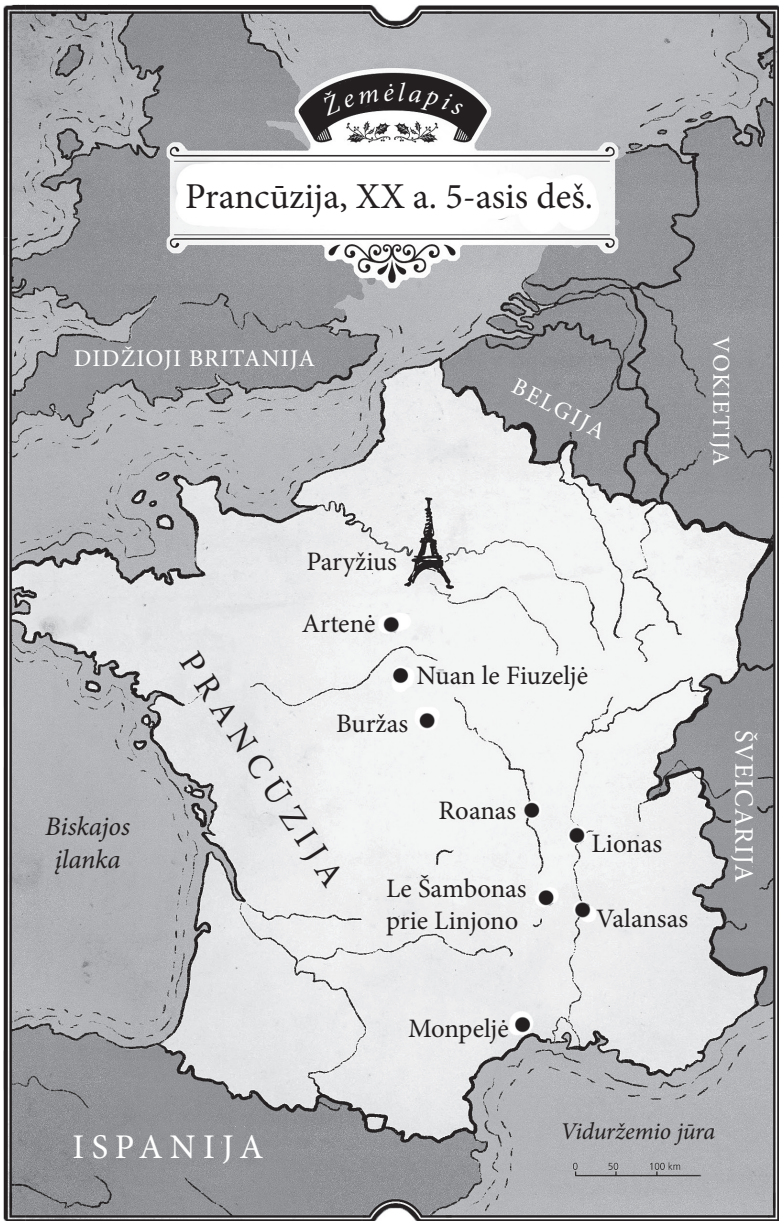 Žemėlapis
Prancūzija, XX a. 5-asis deš.
DIDŽIOJI BRITANIJA
BELGIJA
VOKIETIJA
Paryžius
Artenė
Nuan le Fiuzeljė
Buržas
PRANCŪZIJA
ŠVEICARIJA
Roanas
Lionas
Biskajos
įlanka
Le Šambonas
prie Linjono
Valansas
Monpeljė
ISPANIJA
Viduržemio jūra
0 50 100 km